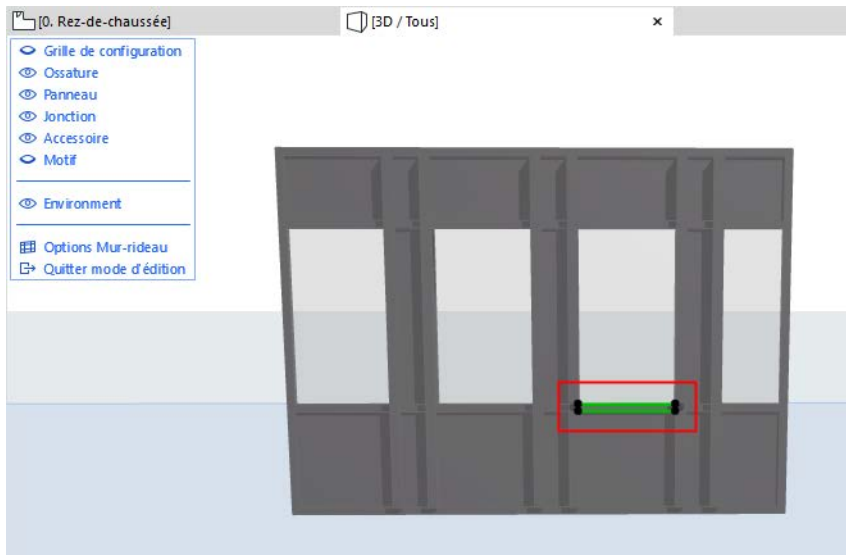 [0. Rez-de-chaussée]
[3D / Tous]
Grille de configuration
Ossature
Panneau
Jonction
Accessoire
Motif
Environment
Options Mur-rideau
Quitter mode d'édition